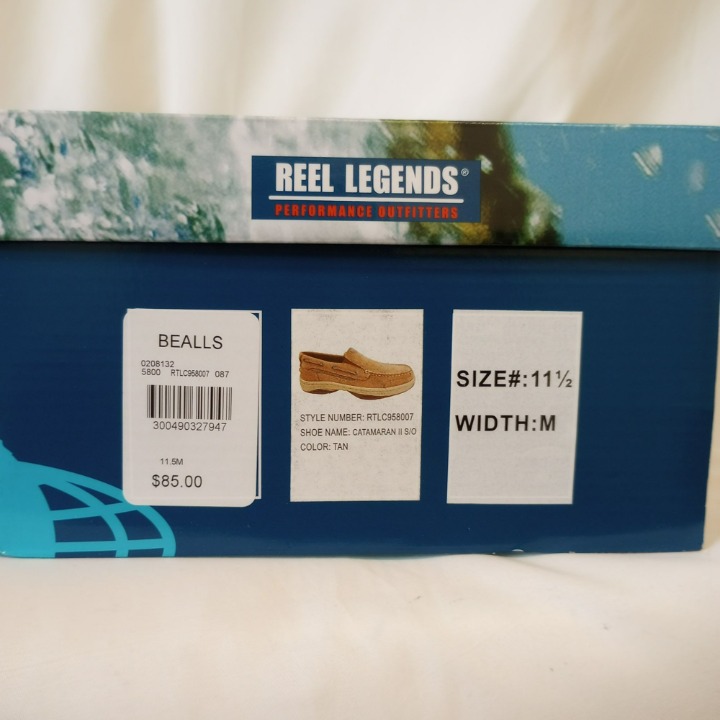 REEL LEGENDS®
PERFORMANCE OUTFITTERS
BEALLS
0208132
5800 RTLC958007 087
300490327947
11.5M
$85.00
STYLE NUMBER: RTLC958007
SHOE NAME: CATAMARAN II S/O
COLOR: TAN
SIZE#:11½
WIDTH:M